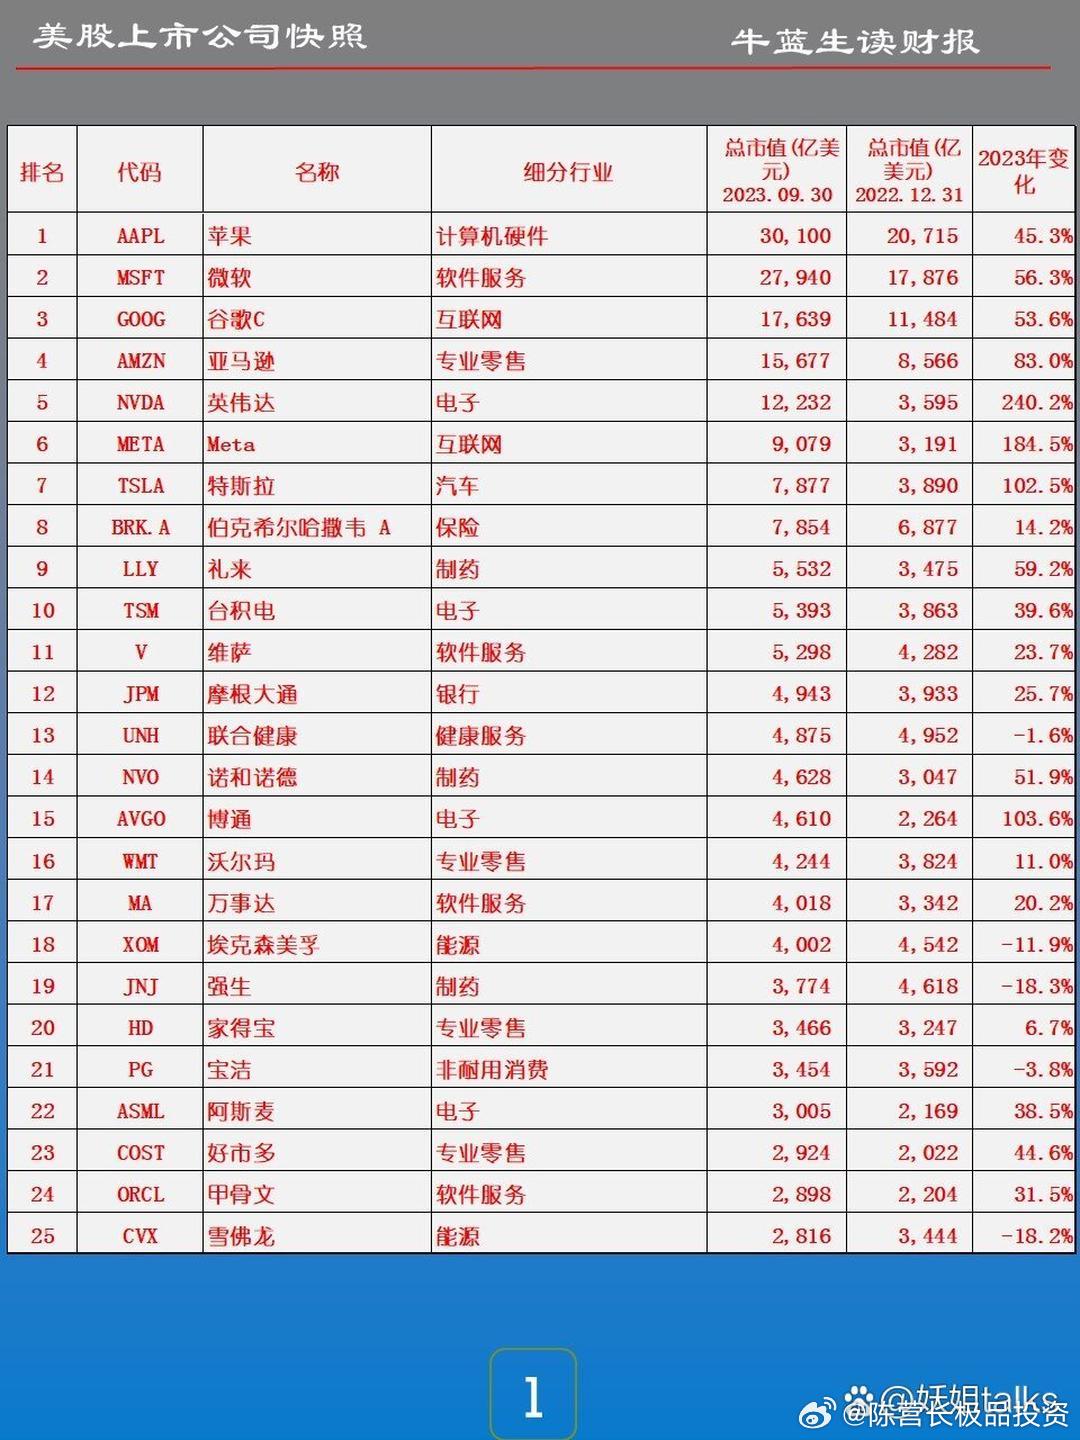 美股上市公司快照
牛蓝生读财报
排名 代码 名称 细分行业 总市值(亿美元) 2023.09.30 总市值(亿美元) 2022.12.31 2023年变化
1 AAPL 苹果 计算机硬件 30,100 20,715 45.3%
2 MSFT 微软 软件服务 27,940 17,876 56.3%
3 GOOG 谷歌C 互联网 17,639 11,484 53.6%
4 AMZN 亚马逊 专业零售 15,677 8,566 83.0%
5 NVDA 英伟达 电子 12,232 3,595 240.2%
6 META Meta 互联网 9,079 3,191 184.5%
7 TSLA 特斯拉 汽车 7,877 3,890 102.5%
8 BRK.A 伯克希尔哈撒韦 A 保险 7,854 6,877 14.2%
9 LLY 礼来 制药 5,532 3,475 59.2%
10 TSM 台积电 电子 5,393 3,863 39.6%
11 V 维萨 软件服务 5,298 4,282 23.7%
12 JPM 摩根大通 银行 4,943 3,933 25.7%
13 UNH 联合健康 健康服务 4,875 4,952 -1.6%
14 NVO 诺和诺德 制药 4,628 3,047 51.9%
15 AVGO 博通 电子 4,610 2,264 103.6%
16 WMT 沃尔玛 专业零售 4,244 3,824 11.0%
17 MA 万事达 软件服务 4,018 3,342 20.2%
18 XOM 埃克森美孚 能源 4,002 4,542 -11.9%
19 JNJ 强生 制药 3,774 4,618 -18.3%
20 HD 家得宝 专业零售 3,466 3,247 6.7%
21 PG 宝洁 非耐用消费 3,454 3,592 -3.8%
22 ASML 阿斯麦 电子 3,005 2,169 38.5%
23 COST 好市多 专业零售 2,924 2,022 44.6%
24 ORCL 甲骨文 软件服务 2,898 2,204 31.5%
25 CVX 雪佛龙 能源 2,816 3,444 -18.2%
1
@妖姐talks
@陈营长极品投资